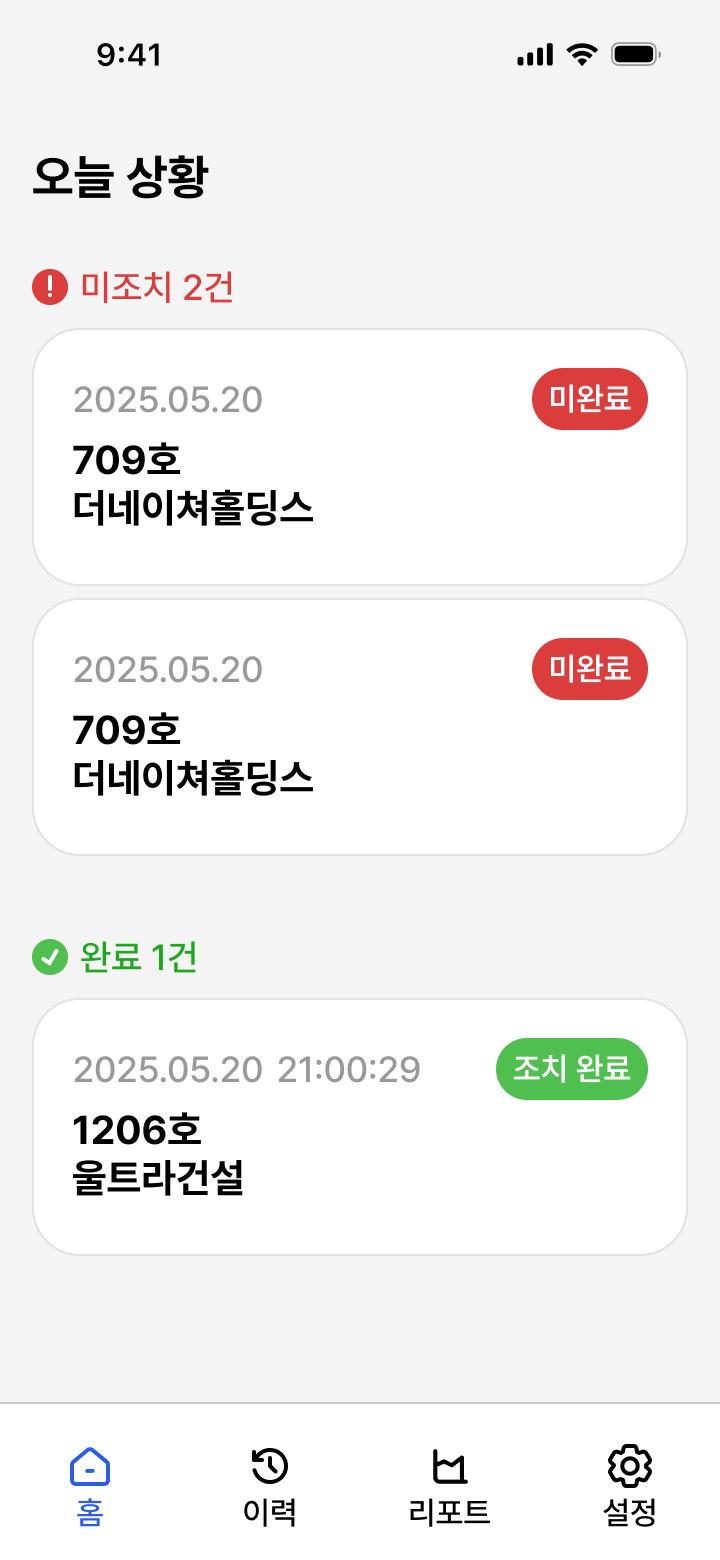 9:41
오늘 상황
미조치 2건
2025.05.20 미완료
709호
더네이쳐홀딩스
2025.05.20 미완료
709호
더네이쳐홀딩스
완료 1건
2025.05.20 21:00:29 조치 완료
1206호
울트라건설
홈 이력 리포트 설정